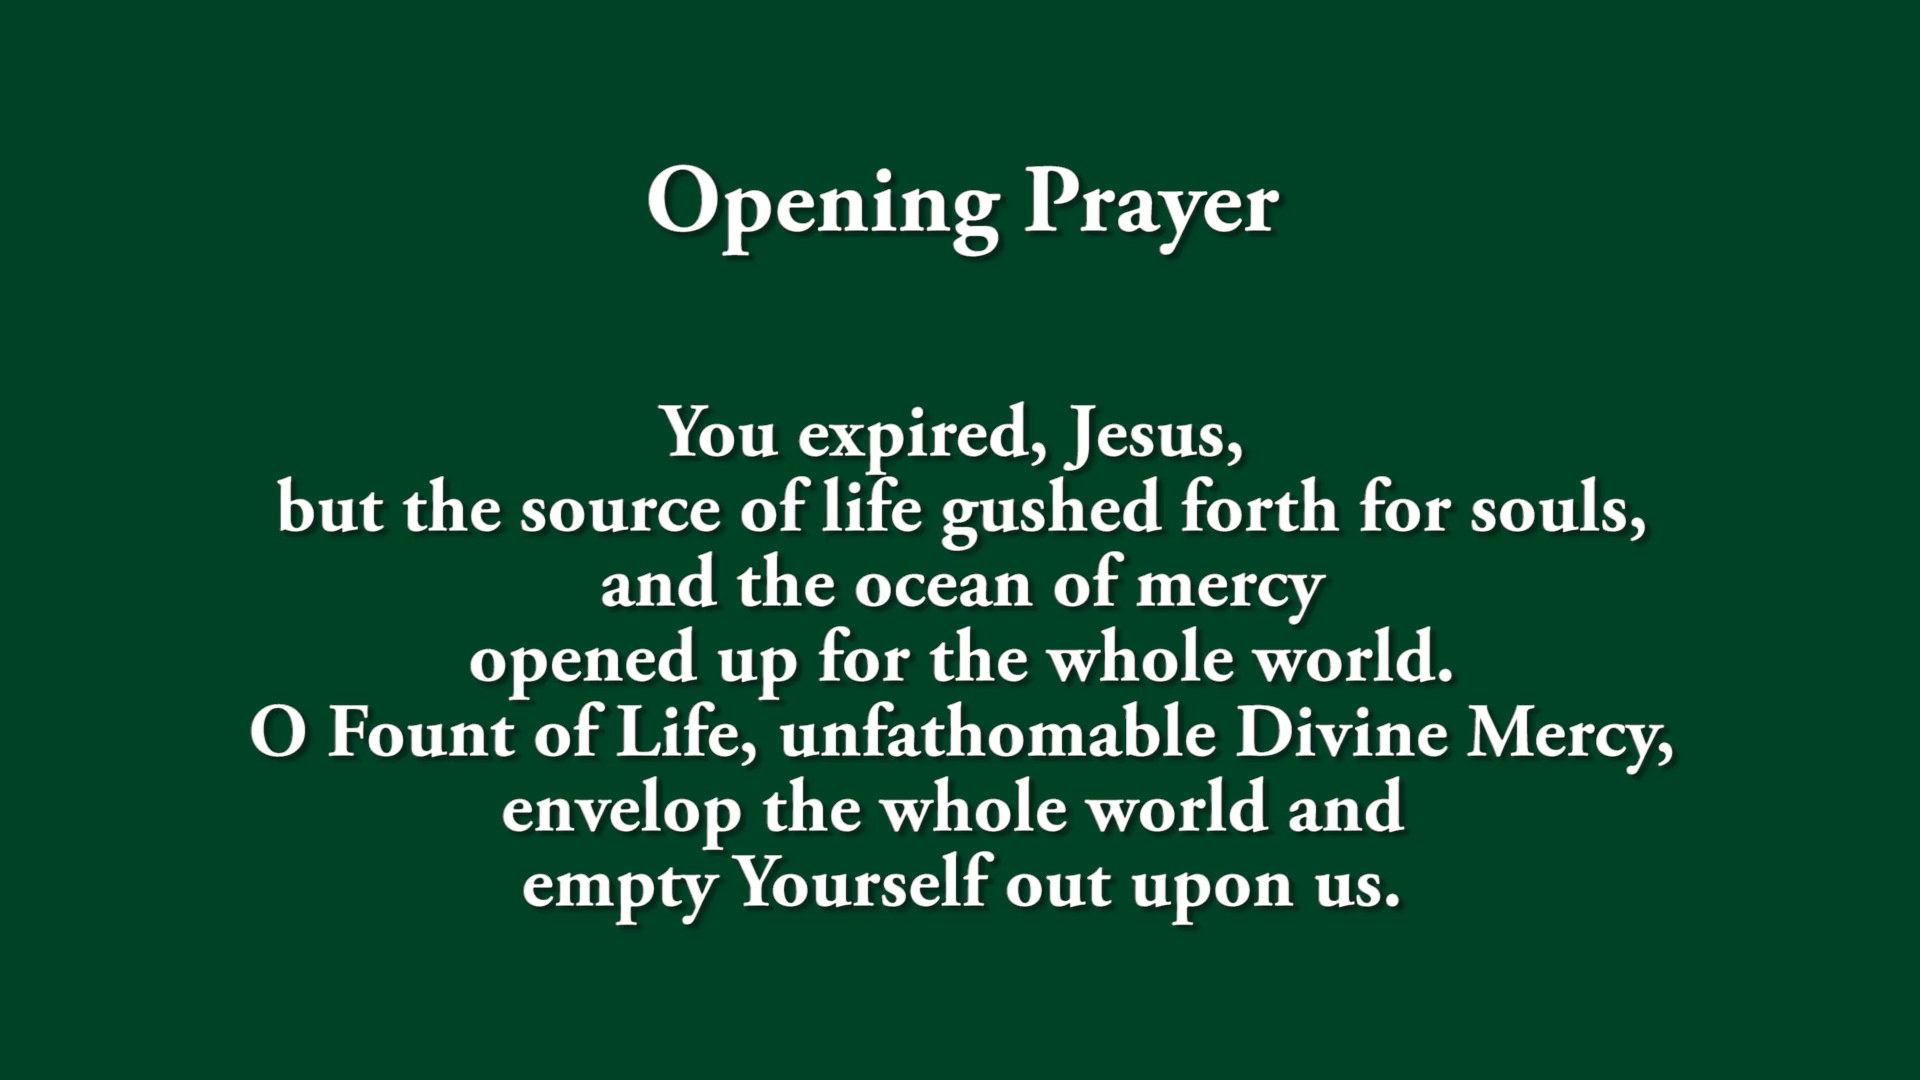 Opening Prayer
You expired, Jesus,
but the source of life gushed forth for souls,
and the ocean of mercy
opened up for the whole world.
O Fount of Life, unfathomable Divine Mercy,
envelop the whole world and
empty Yourself out upon us.